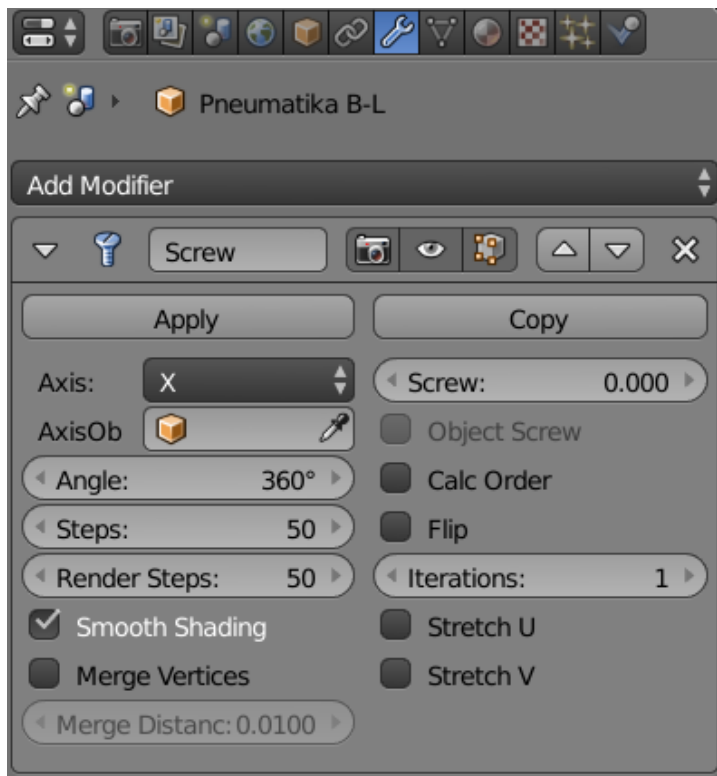 Pneumatika B-L
Add Modifier
Screw
Apply Copy
Axis: X Screw: 0.000
AxisOb Object Screw
Angle: 360° Calc Order
Steps: 50 Flip
Render Steps: 50 Iterations: 1
Smooth Shading Stretch U
Merge Vertices Stretch V
Merge Distanc: 0.0100